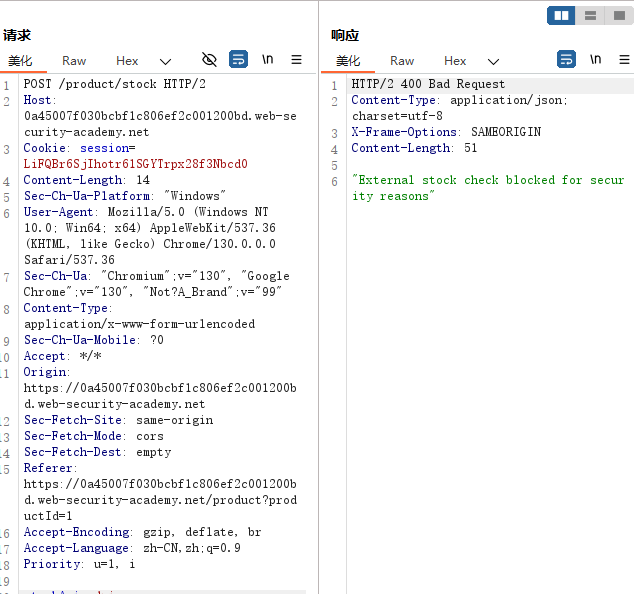 请求
美化 Raw Hex \n
1 POST /product/stock HTTP/2
2 Host:
0a45007f030bcbf1c806ef2c001200bd.web-se
curity-academy.net
3 Cookie: session=
LiFQBr6SjIhotr61SGYTrpx28f3Nbcd0
4 Content-Length: 14
5 Sec-Ch-Ua-Platform: "Windows"
6 User-Agent: Mozilla/5.0 (Windows NT
10.0; Win64; x64) AppleWebKit/537.36
(KHTML, like Gecko) Chrome/130.0.0.0
Safari/537.36
7 Sec-Ch-Ua: "Chromium";v="130", "Google
Chrome";v="130", "Not?A_Brand";v="99"
8 Content-Type:
application/x-www-form-urlencoded
9 Sec-Ch-Ua-Mobile: ?0
10 Accept: */*
11 Origin:
https://0a45007f030bcbf1c806ef2c001200b
d.web-security-academy.net
12 Sec-Fetch-Site: same-origin
13 Sec-Fetch-Mode: cors
14 Sec-Fetch-Dest: empty
15 Referer:
https://0a45007f030bcbf1c806ef2c001200b
d.web-security-academy.net/product?prod
uctId=1
16 Accept-Encoding: gzip, deflate, br
17 Accept-Language: zh-CN,zh;q=0.9
18 Priority: u=1, i
19
响应
美化 Raw Hex \n
1 HTTP/2 400 Bad Request
2 Content-Type: application/json;
charset=utf-8
3 X-Frame-Options: SAMEORIGIN
4 Content-Length: 51
5
6 "External stock check blocked for secur
ity reasons"